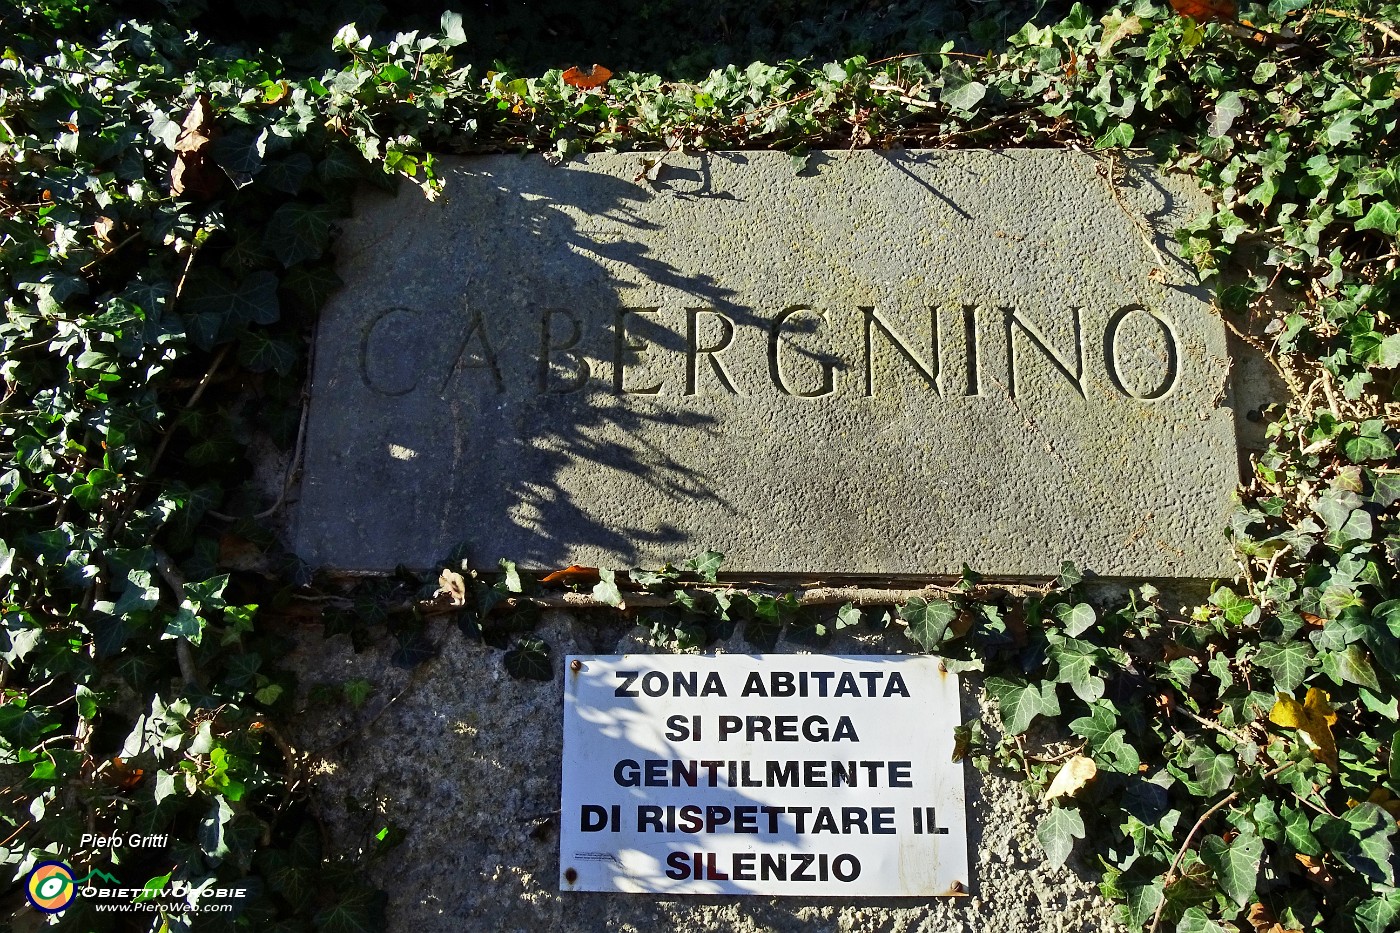 CABERGNINO
ZONA ABITATA
SI PREGA
GENTILMENTE
DI RISPETTARE IL
SILENZIO
Piero Gritti
OBIETTIVOROBIE
www.PieroWeb.com